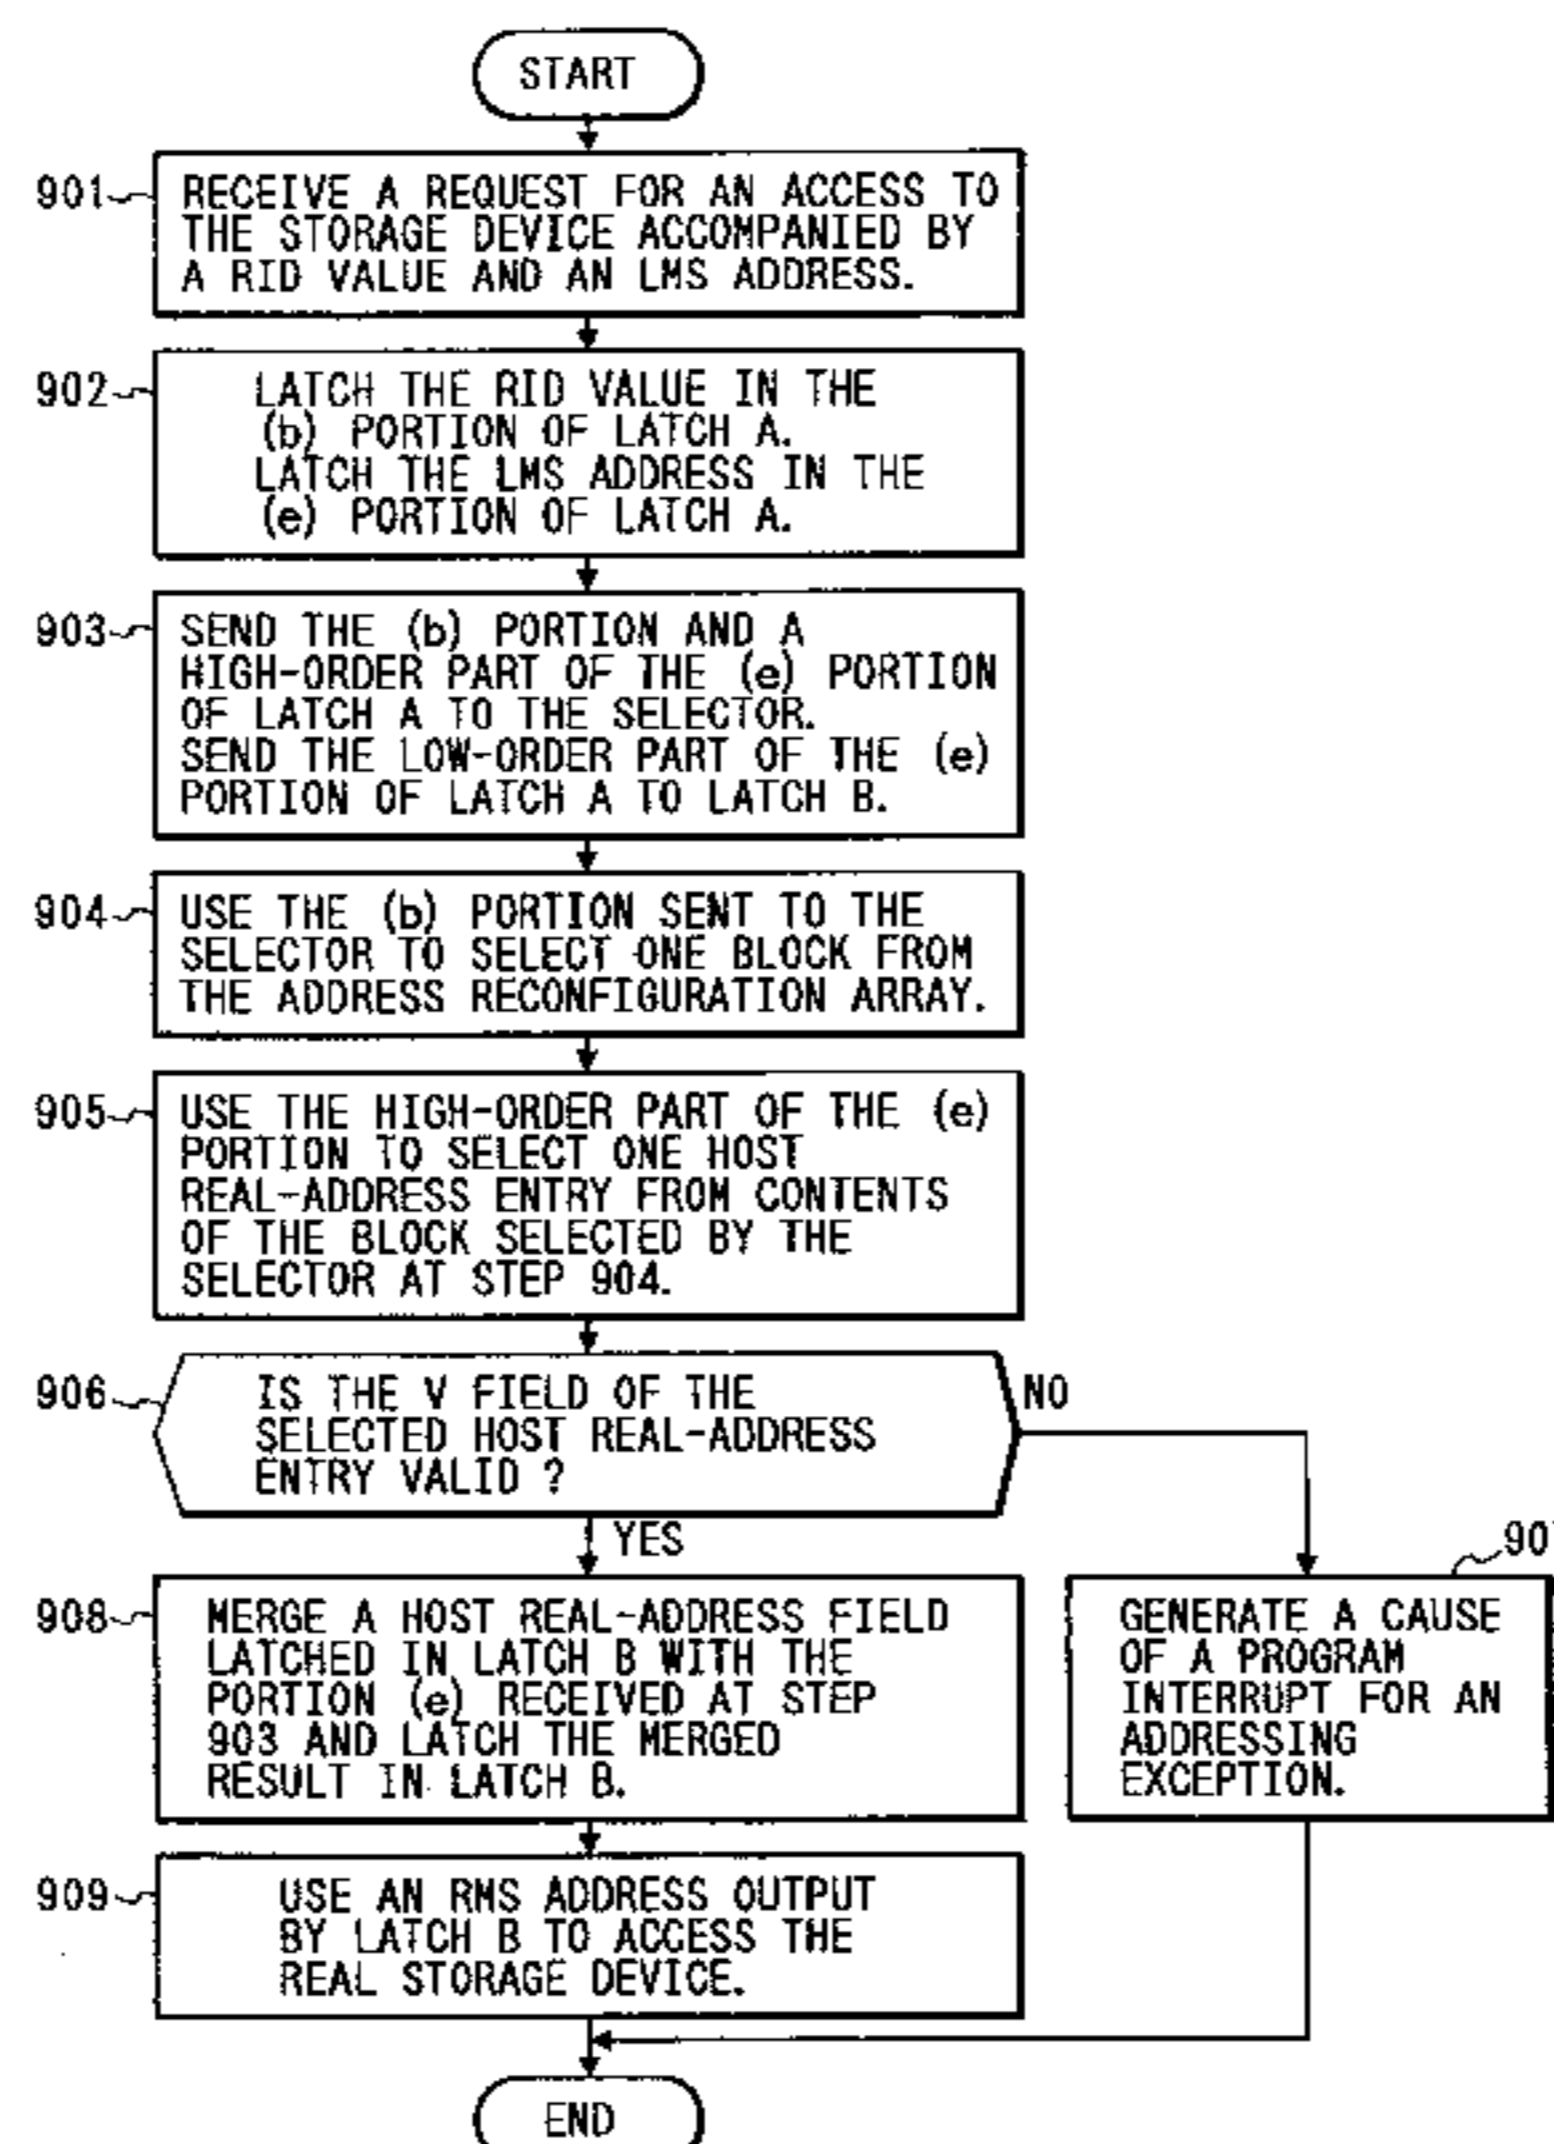 START
901
RECEIVE A REQUEST FOR AN ACCESS TO
THE STORAGE DEVICE ACCOMPANIED BY
A RID VALUE AND AN LMS ADDRESS.
902
LATCH THE RID VALUE IN THE
(b) PORTION OF LATCH A.
LATCH THE LMS ADDRESS IN THE
(e) PORTION OF LATCH A.
903
SEND THE (b) PORTION AND A
HIGH-ORDER PART OF THE (e) PORTION
OF LATCH A TO THE SELECTOR.
SEND THE LOW-ORDER PART OF THE (e)
PORTION OF LATCH A TO LATCH B.
904
USE THE (b) PORTION SENT TO THE
SELECTOR TO SELECT ONE BLOCK FROM
THE ADDRESS RECONFIGURATION ARRAY.
905
USE THE HIGH-ORDER PART OF THE (e)
PORTION TO SELECT ONE HOST
REAL-ADDRESS ENTRY FROM CONTENTS
OF THE BLOCK SELECTED BY THE
SELECTOR AT STEP 904.
906
IS THE V FIELD OF THE
SELECTED HOST REAL-ADDRESS
ENTRY VALID ?
NO
YES
908
MERGE A HOST REAL-ADDRESS FIELD
LATCHED IN LATCH B WITH THE
PORTION (e) RECEIVED AT STEP
903 AND LATCH THE MERGED
RESULT IN LATCH B.
GENERATE A CAUSE
OF A PROGRAM
INTERRUPT FOR AN
ADDRESSING
EXCEPTION.
909
USE AN RMS ADDRESS OUTPUT
BY LATCH B TO ACCESS THE
REAL STORAGE DEVICE.
END